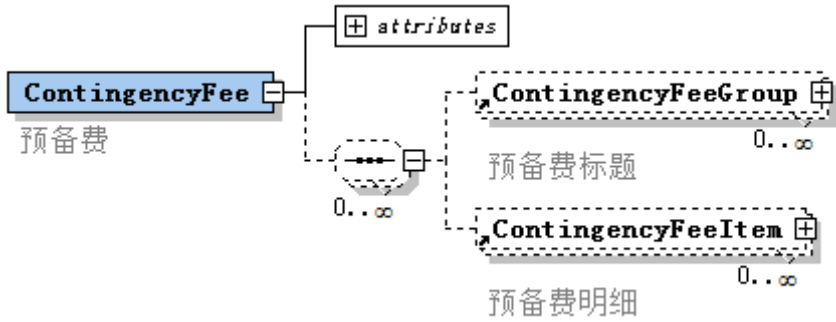 attributes
ContingencyFee
预备费
0..∞
ContingencyFeeGroup
0..∞
预备费标题
ContingencyFeeItem
0..∞
预备费明细